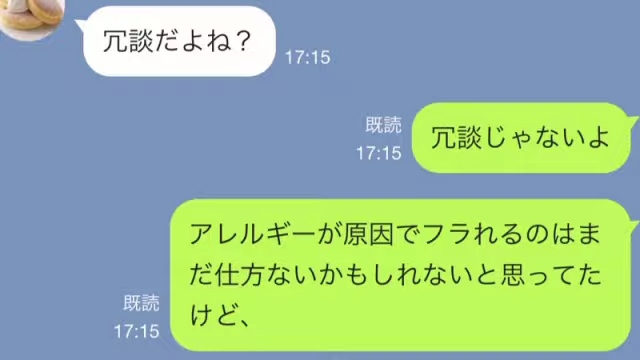 冗談だよね？
17:15
既読
17:15
冗談じゃないよ
アレルギーが原因でフラれるのはま
だ仕方ないかもしれないと思ってた
けど、
既読
17:15